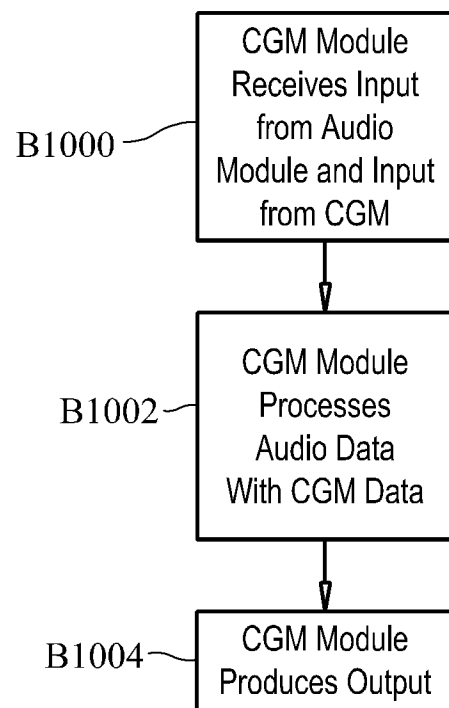 CGM Module
Receives Input
from Audio
Module and Input
from CGM
B1000
CGM Module
Processes
Audio Data
With CGM Data
B1002
CGM Module
Produces Output
B1004